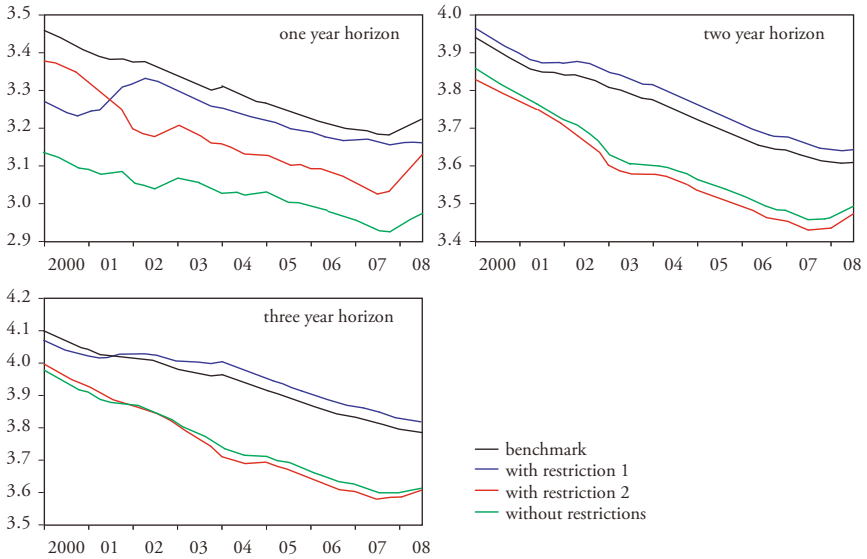 one year horizon
3.5
3.4
3.3
3.2
3.1
3.0
2.9
2000 01 02 03 04 05 06 07 08
two year horizon
4.0
3.9
3.8
3.7
3.6
3.5
3.4
2000 01 02 03 04 05 06 07 08
three year horizon
4.2
4.1
4.0
3.9
3.8
3.7
3.6
3.5
2000 01 02 03 04 05 06 07 08
benchmark
with restriction 1
with restriction 2
without restrictions